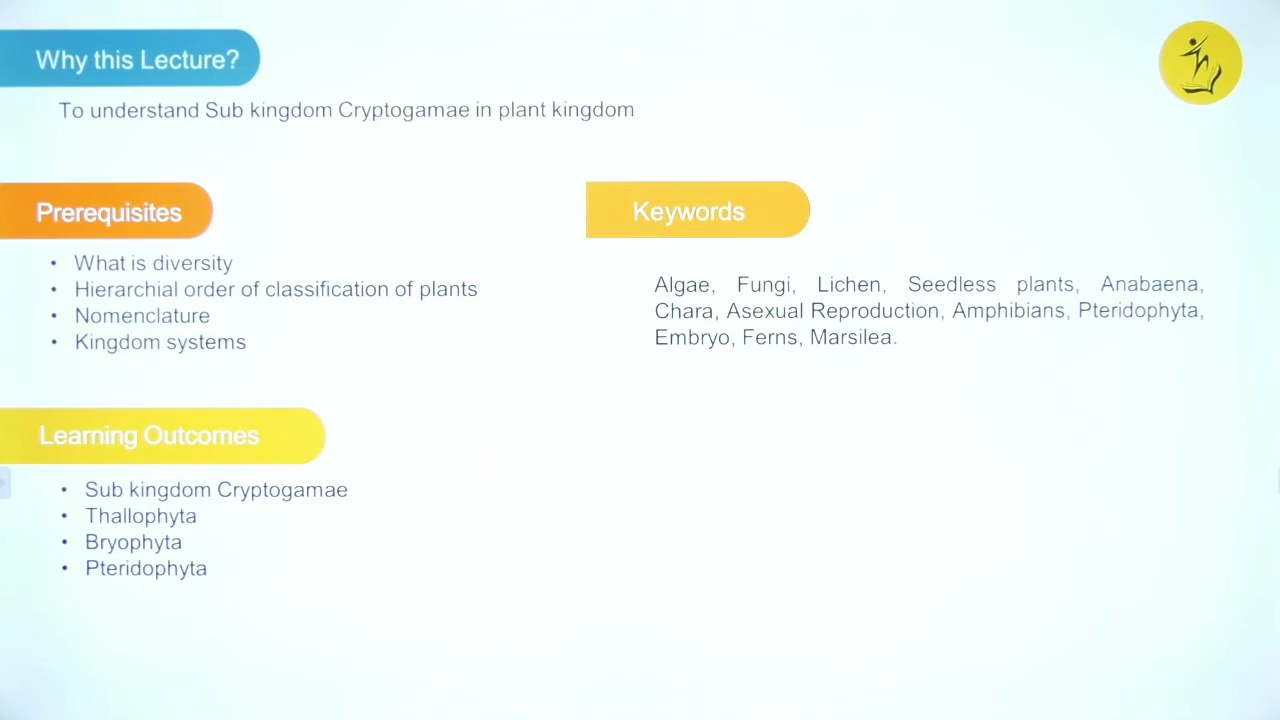 Why this Lecture?
To understand Sub kingdom Cryptogamae in plant kingdom
Prerequisites
• What is diversity
• Hierarchial order of classification of plants
• Nomenclature
• Kingdom systems
Keywords
Algae, Fungi, Lichen, Seedless plants, Anabaena,
Chara, Asexual Reproduction, Amphibians, Pteridophyta,
Embryo, Ferns, Marsilea.
Learning Outcomes
• Sub kingdom Cryptogamae
• Thallophyta
• Bryophyta
• Pteridophyta